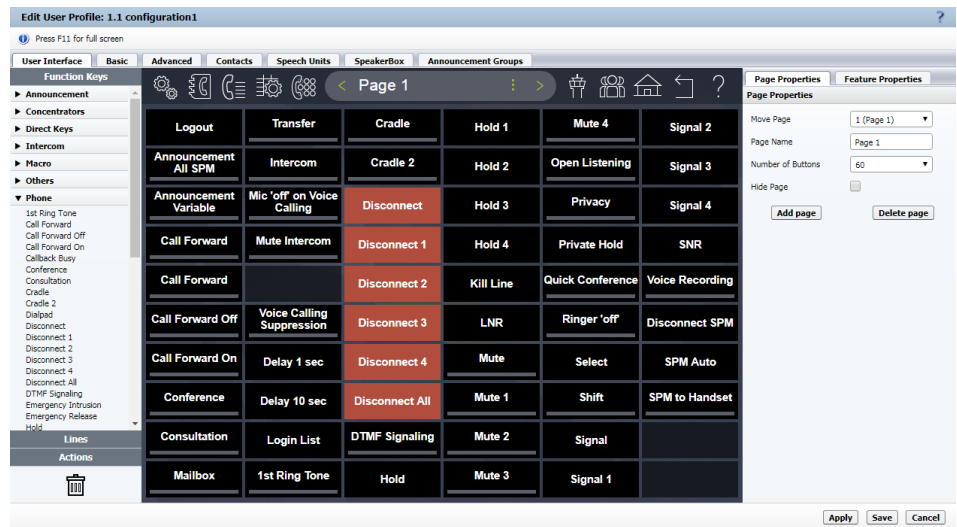 Edit User Profile: 1.1 configuration1
?
Press F11 for full screen
User Interface Basic Advanced Contacts Speech Units SpeakerBox Announcement Groups
Function Keys
Announcement
Concentrators
Direct Keys
Intercom
Macro
Others
Phone
1st Ring Tone
Call Forward
Call Forward Off
Call Forward On
Callback Busy
Conference
Consultation
Cradle
Cradle 2
Dialpad
Disconnect
Disconnect 1
Disconnect 2
Disconnect 3
Disconnect 4
Disconnect All
DTMF Signaling
Emergency Intrusion
Emergency Release
Hold
Lines
Actions
< Page 1 >
?
Logout Transfer Cradle Hold 1 Mute 4 Signal 2
Announcement All SPM Intercom Cradle 2 Hold 2 Open Listening Signal 3
Announcement Variable Mic 'off' on Voice Calling Disconnect Hold 3 Privacy Signal 4
Call Forward Mute Intercom Disconnect 1 Hold 4 Private Hold SNR
Call Forward Disconnect 2 Kill Line Quick Conference Voice Recording
Call Forward Off Voice Calling Suppression Disconnect 3 LNR Ringer 'off' Disconnect SPM
Call Forward On Delay 1 sec Disconnect 4 Mute Select SPM Auto
Conference Delay 10 sec Disconnect All Mute 1 Shift SPM to Handset
Consultation Login List DTMF Signaling Mute 2 Signal
Mailbox 1st Ring Tone Hold Mute 3 Signal 1
Page Properties Feature Properties
Page Properties
Move Page 1 (Page 1)
Page Name Page 1
Number of Buttons 60
Hide Page
Add page Delete page
Apply Save Cancel